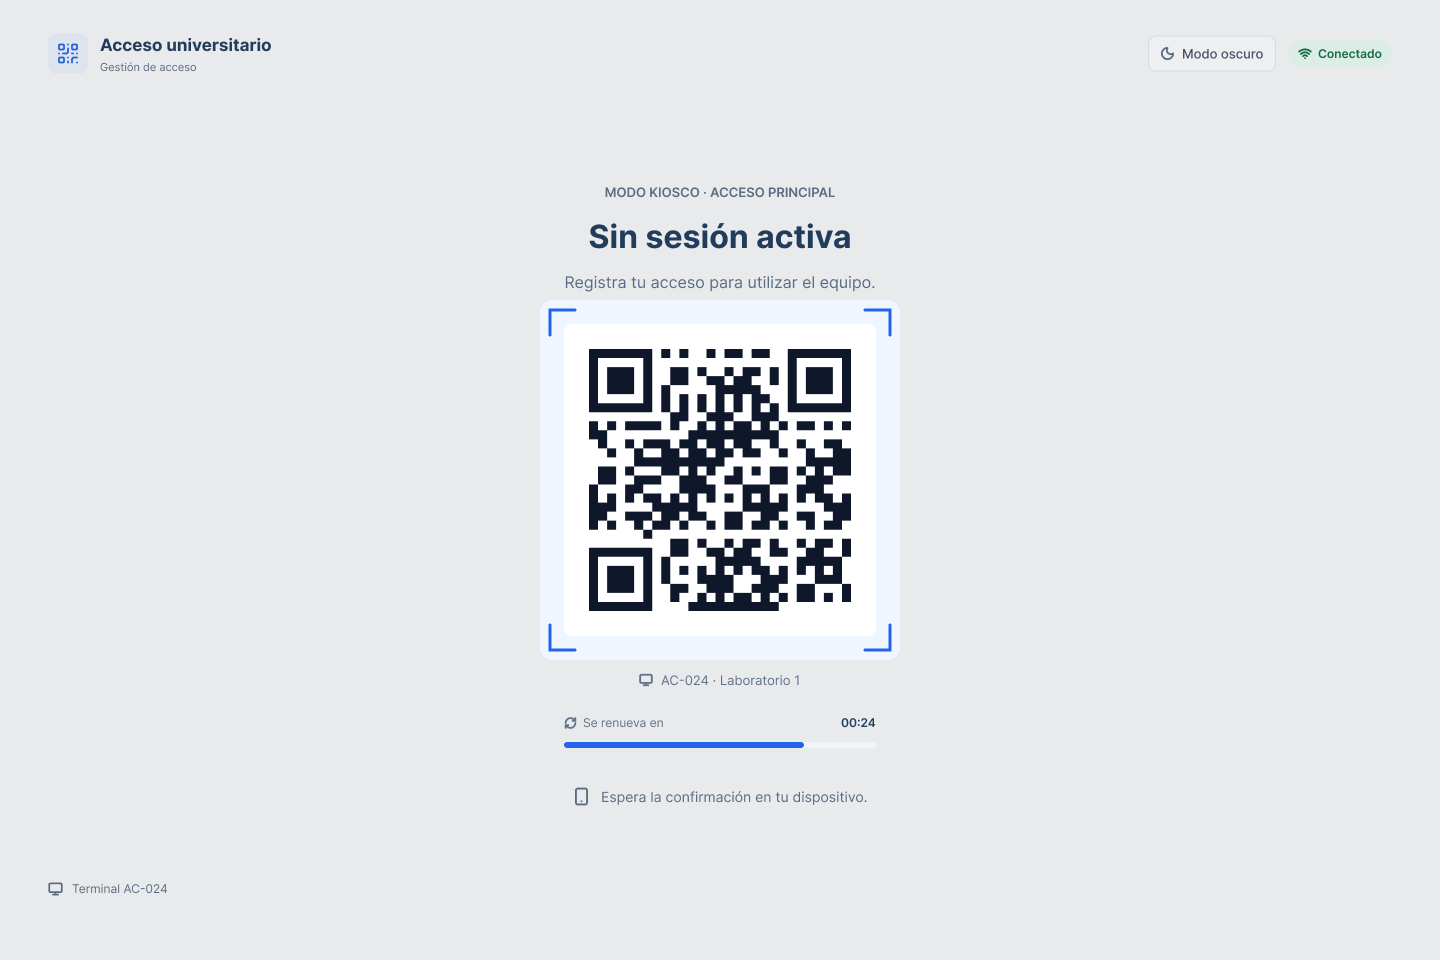 Acceso universitario
Gestión de acceso
Modo oscuro
Conectado
MODO KIOSCO · ACCESO PRINCIPAL
Sin sesión activa
Registra tu acceso para utilizar el equipo.
AC-024 · Laboratorio 1
Se renueva en
00:24
Espera la confirmación en tu dispositivo.
Terminal AC-024